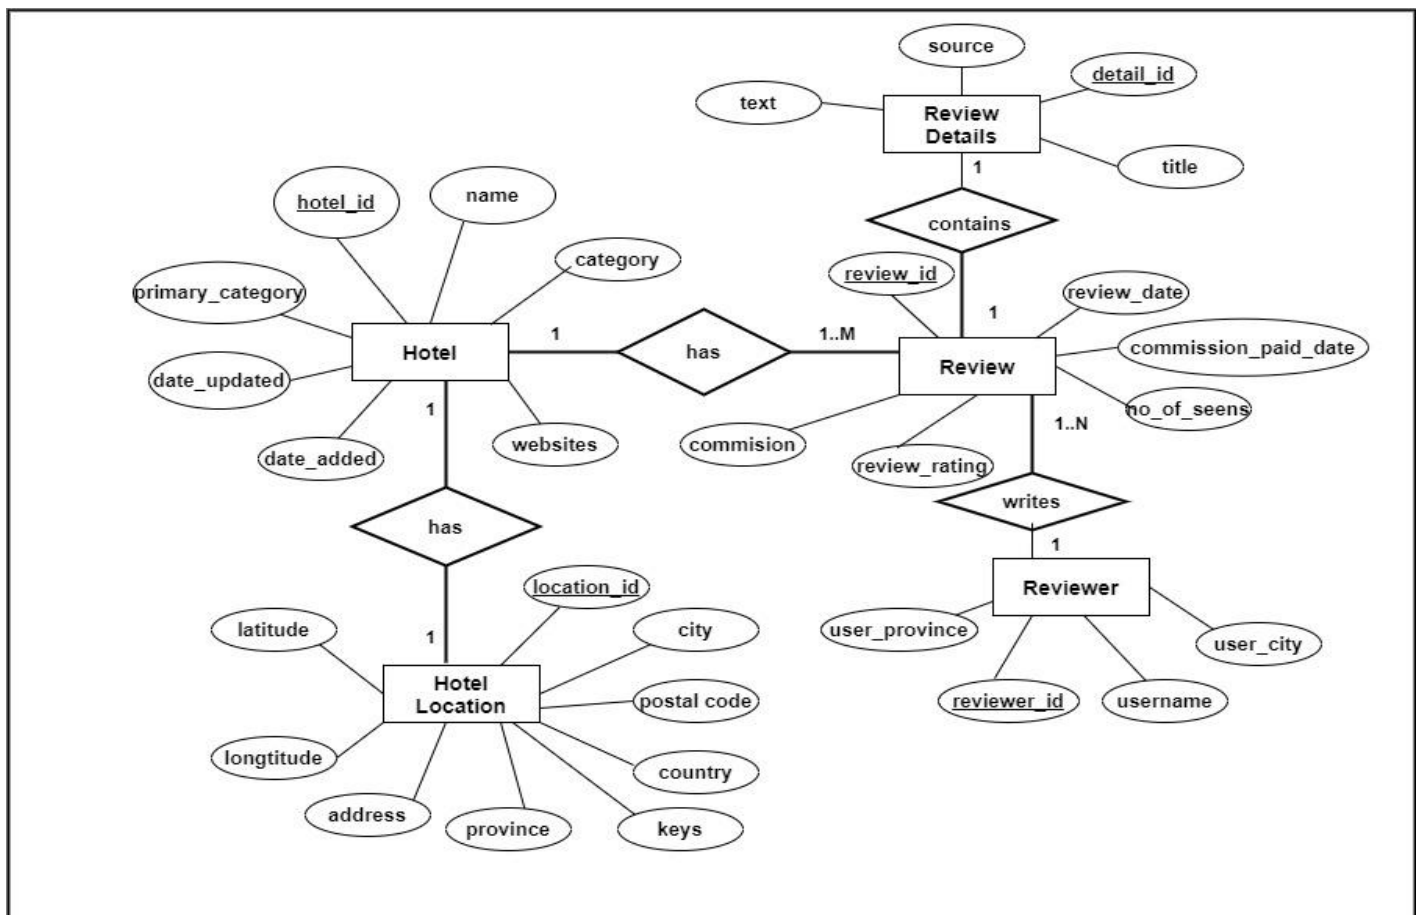 source
detail_id
text
Review
Details
title
1
contains
hotel_id
name
category
primary_category
review_id
review_date
1
1
has
1..M
Hotel
Review
commission_paid_date
date_updated
no_of_seens
1
1..N
date_added
websites
commision
review_rating
has
writes
1
location_id
Reviewer
latitude
city
user_province
user_city
1
Hotel
Location
postal code
reviewer_id
username
longtitude
country
address
province
keys